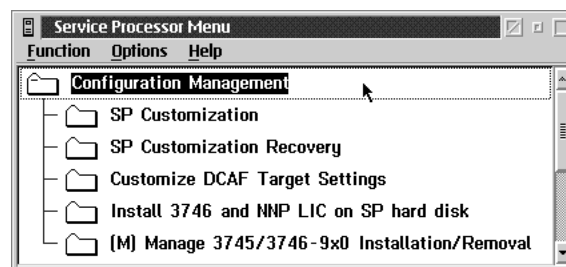 Service Processor Menu
Function Options Help
Configuration Management
SP Customization
SP Customization Recovery
Customize DCAF Target Settings
Install 3746 and NNP LIC on SP hard disk
(M) Manage 3745/3746-9x0 Installation/Removal